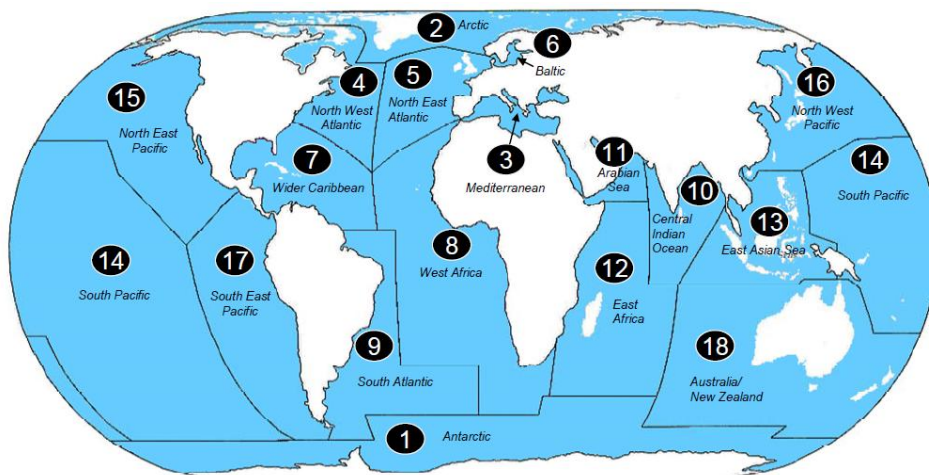 2
Arctic
6
Baltic
15
North East
Pacific
4
North West
Atlantic
5
North East
Atlantic
16
North West
Pacific
7
Wider Caribbean
3
Mediterranean
11
Arabian
Sea
14
South Pacific
10
Central
Indian
Ocean
13
East Asian Sea
14
South Pacific
17
South East
Pacific
8
West Africa
12
East
Africa
9
South Atlantic
18
Australia/
New Zealand
1
Antarctic